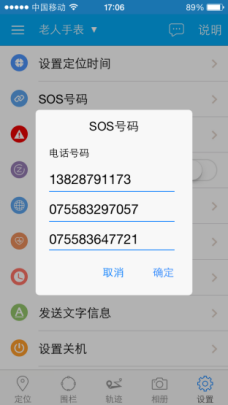 中国移动 17:06 89%
老人手表 ▼ 说明
设置定位时间
SOS号码
SOS号码
电话号码
13828791173
075583297057
075583647721
取消 确定
发送文字信息
A
设置关机
定位 围栏 轨迹 相册 设置